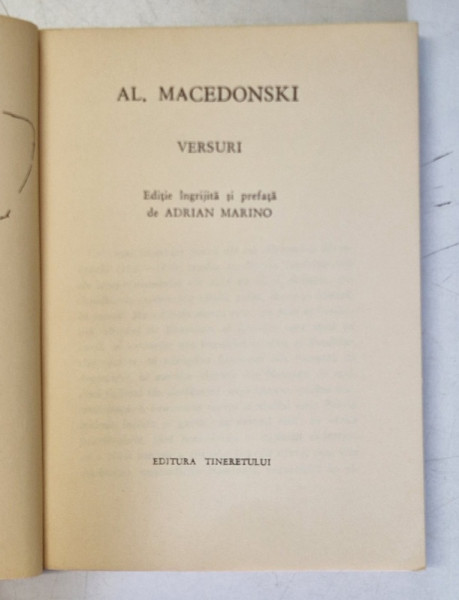 AL. MACEDONSKI
VERSURI
Ediție îngrijită și prefață
de ADRIAN MARINO
EDITURA TINERETULUI